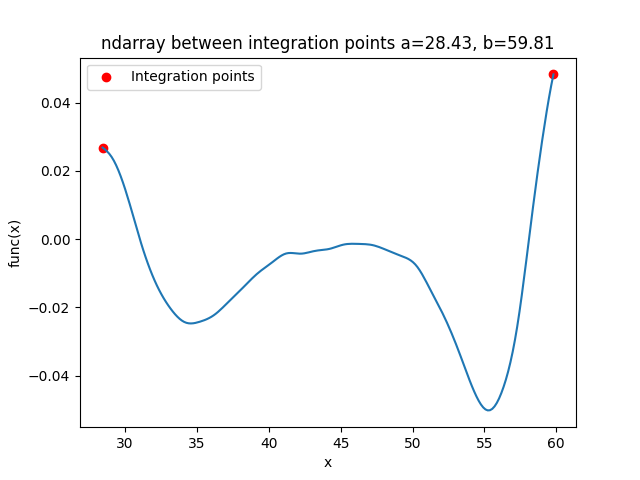 ndarray between integration points a=28.43, b=59.81
Integration points
func(x)
0.04
0.02
0.00
−0.02
−0.04
30 35 40 45 50 55 60
x